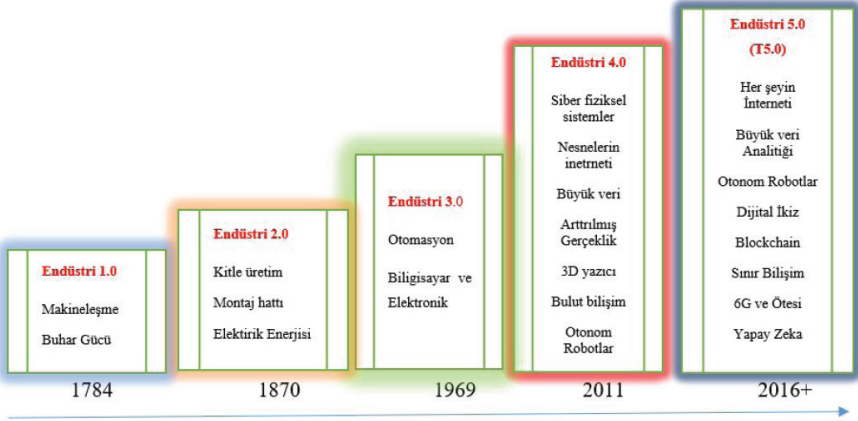 Endüstri 1.0
Makineleşme
Buhar Gücü
1784
Endüstri 2.0
Kitle üretim
Montaj hattı
Elektirik Enerjisi
1870
Endüstri 3.0
Otomasyon
Biligisayar ve
Elektronik
1969
Endüstri 4.0
Siber fiziksel
sistemler
Nesnelerin
inetrneti
Büyük veri
Arttrılmış
Gerçeklik
3D yazıcı
Bulut bilişim
Otonom
Robotlar
2011
Endüstri 5.0
(T5.0)
Her şeyin
İnterneti
Büyük veri
Analitiği
Otonom Robotlar
Dijital İkiz
Blockchain
Sınır Bilişim
6G ve Ötesi
Yapay Zeka
2016+